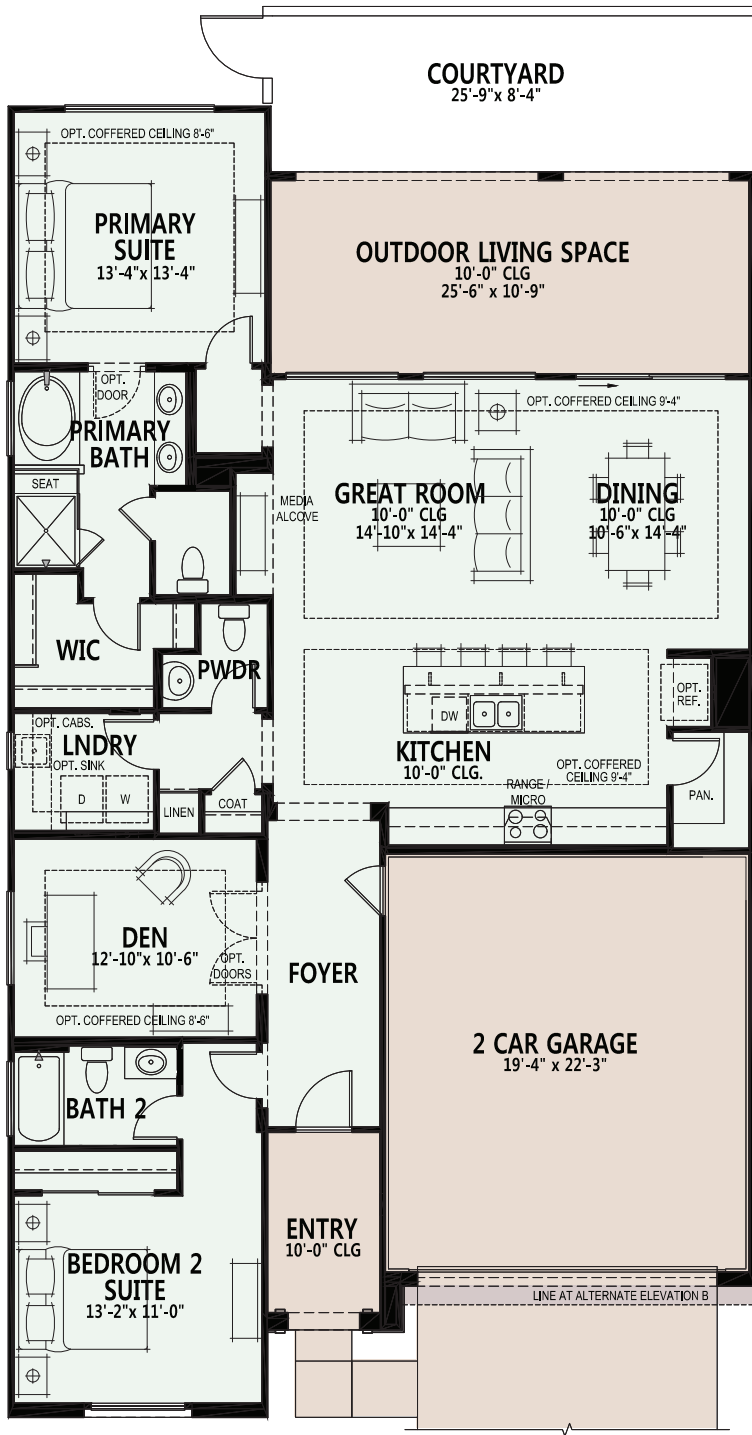 COURTYARD
25'-9"x 8'-4"
OPT. COFFERED CEILING 8'-6"
PRIMARY
SUITE
13'-4"x 13'-4"
OUTDOOR LIVING SPACE
10'-0" CLG
25'-6" x 10'-9"
OPT.
DOOR
PRIMARY
BATH
SEAT
OPT. COFFERED CEILING 9'-4"
MEDIA
ALCOVE
GREAT ROOM
10'-0" CLG
14'-10"x 14'-4"
DINING
10'-0" CLG
10'-6"x 14'-4"
WIC
PWDR
OPT.
REF.
OPT. CABS.
LNDRY
OPT. SINK
D
W
LINEN
COAT
DW
KITCHEN
10'-0" CLG.
OPT. COFFERED
CEILING 9'-4"
RANGE /
MICRO
PAN.
DEN
12'-10"x 10'-6"
OPT.
DOORS
OPT. COFFERED CEILING 8'-6"
FOYER
2 CAR GARAGE
19'-4" x 22'-3"
BATH 2
ENTRY
10'-0" CLG
BEDROOM 2
SUITE
13'-2"x 11'-0"
LINE AT ALTERNATE ELEVATION B